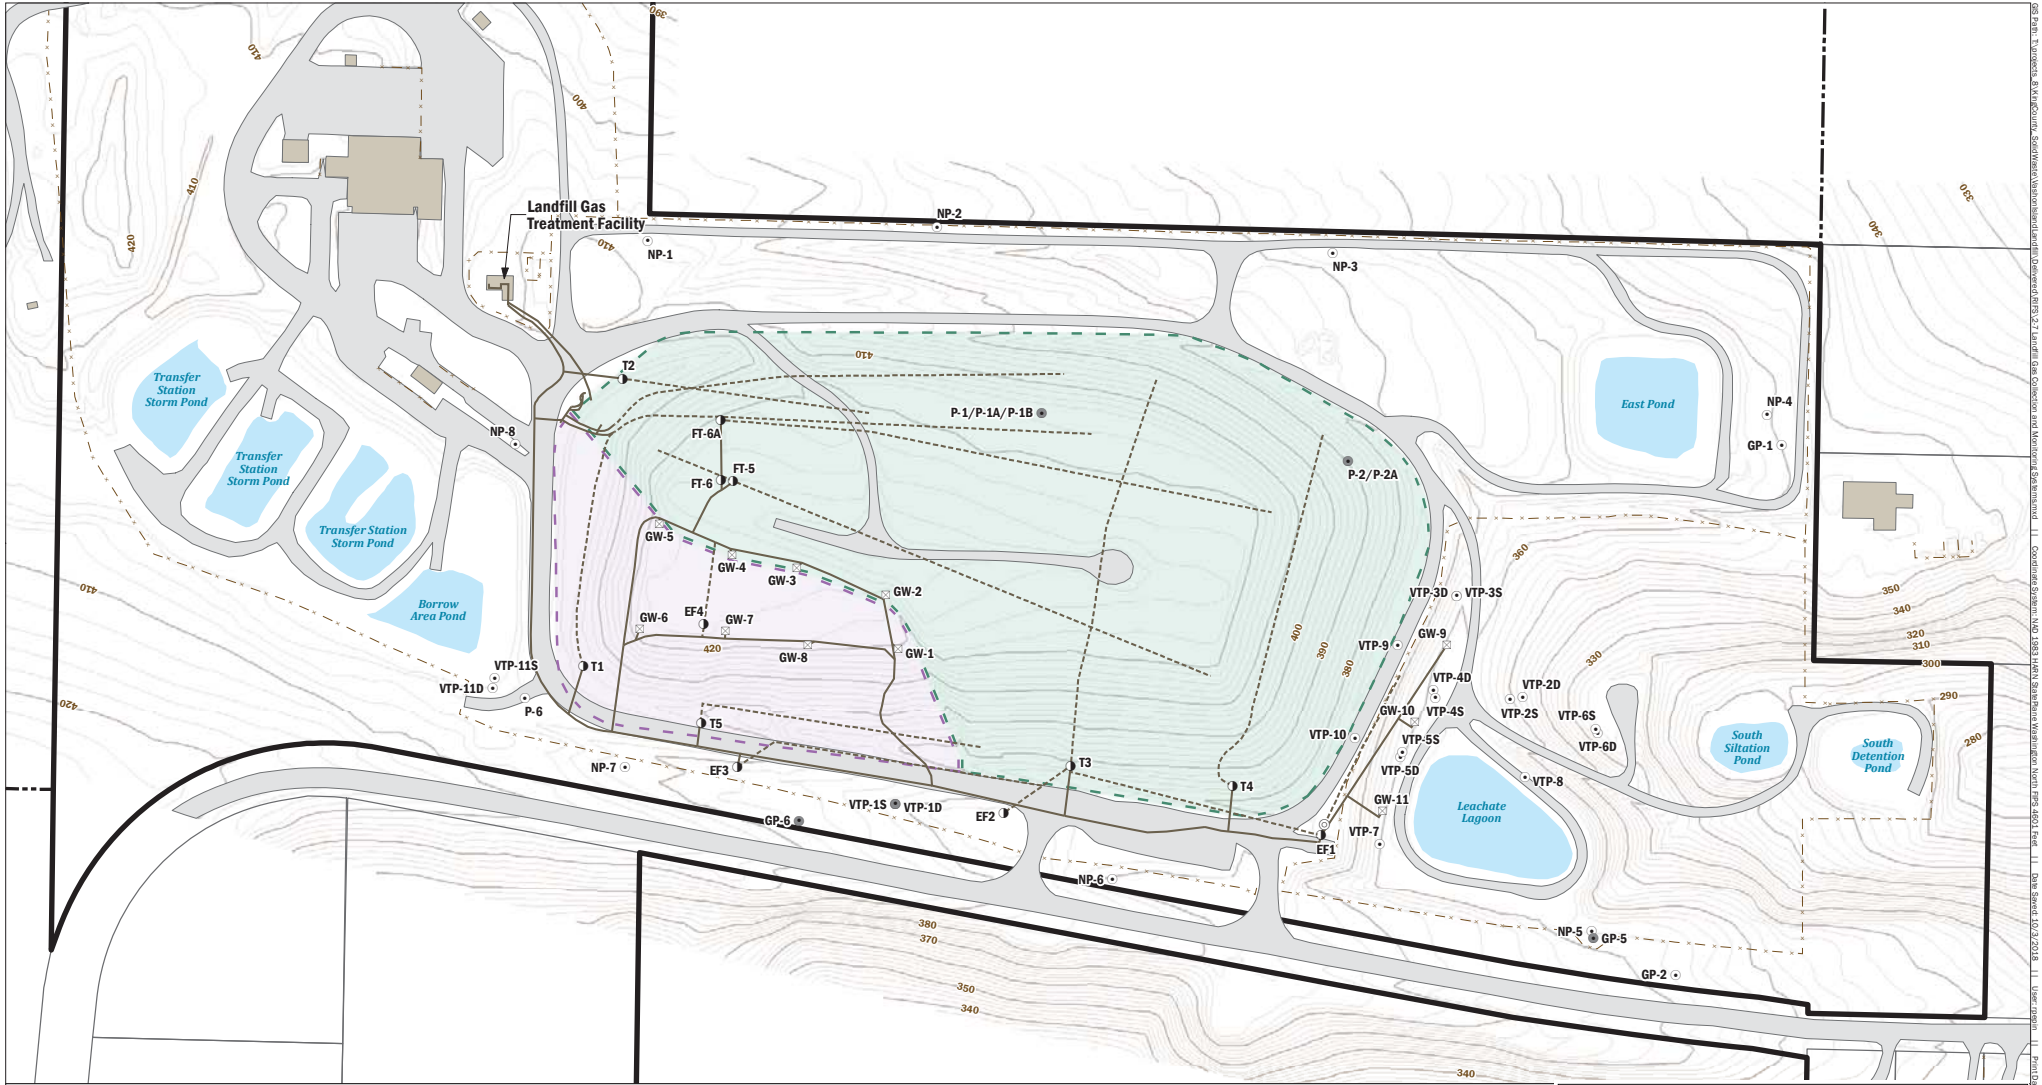 390
410
400
410
420
Landfill Gas
Treatment Facility
410
NP-1
NP-2
NP-3
330
340
Transfer
Station
Storm Pond
T2
410
P-1/P-1A/P-1B
East Pond
NP-4
GP-1
NP-8
FT-6A
FT-5
FT-6
P-2/P-2A
Transfer
Station
Storm Pond
Transfer Station
Storm Pond
GW-5
GW-4
GW-3
GW-2
360
410
Borrow
Area Pond
VTP-3D
VTP-3S
350
340
320
310
300
290
280
GW-6
EF4
GW-7
420
GW-8
GW-1
400
390
380
VTP-9
GW-9
330
VTP-11S
VTP-11D
P-6
T1
VTP-4D
VTP-4S
VTP-2D
VTP-2S
420
T5
GW-10
VTP-10
VTP-5S
VTP-5D
VTP-6S
VTP-6D
South
Siltation
Pond
South
Detention
Pond
NP-7
EF3
T3
T4
VTP-8
VTP-1S
VTP-1D
EF2
GW-11
Leachate
Lagoon
GP-6
VTP-7
EF1
NP-6
380
370
NP-5
GP-5
GP-2
350
340
340